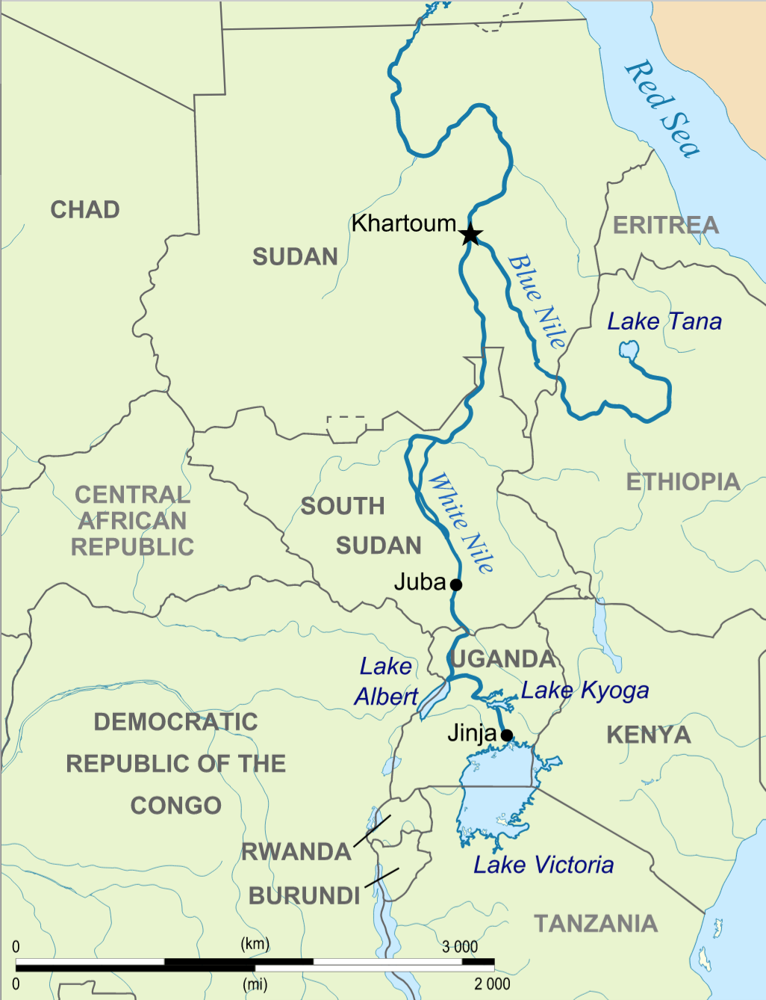 Red Sea
CHAD
Khartoum
ERITREA
SUDAN
Blue Nile
Lake Tana
ETHIOPIA
CENTRAL
AFRICAN
REPUBLIC
SOUTH
SUDAN
White Nile
Juba
UGANDA
Lake
Albert
Lake Kyoga
DEMOCRATIC
REPUBLIC OF THE
CONGO
Jinja
KENYA
RWANDA
Lake Victoria
BURUNDI
TANZANIA
0 (km) 3 000
0 (mi) 2 000